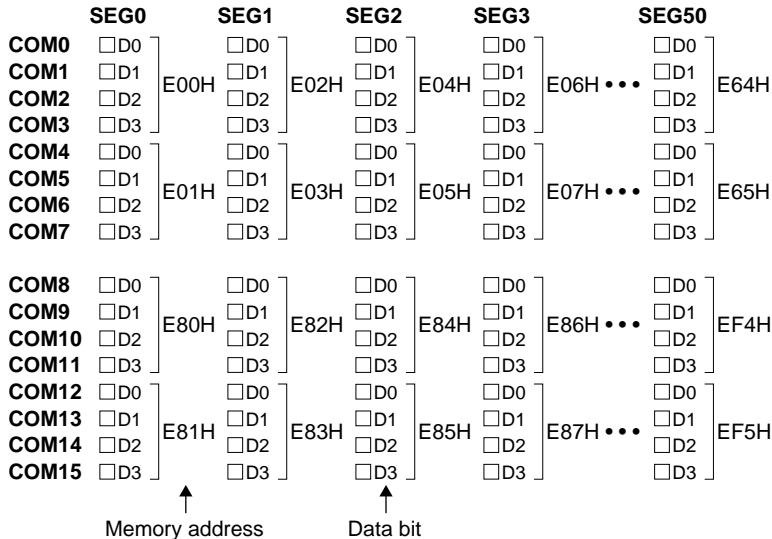 SEG0 SEG1 SEG2 SEG3 SEG50
COM0 D0 D0 D0 D0 D0
COM1 D1 D1 D1 D1 D1
E00H E02H E04H E06H ••• E64H
COM2 D2 D2 D2 D2 D2
COM3 D3 D3 D3 D3 D3
COM4 D0 D0 D0 D0 D0
COM5 D1 D1 D1 D1 D1
E01H E03H E05H E07H ••• E65H
COM6 D2 D2 D2 D2 D2
COM7 D3 D3 D3 D3 D3
COM8 D0 D0 D0 D0 D0
COM9 D1 D1 D1 D1 D1
E80H E82H E84H E86H ••• EF4H
COM10 D2 D2 D2 D2 D2
COM11 D3 D3 D3 D3 D3
COM12 D0 D0 D0 D0 D0
COM13 D1 D1 D1 D1 D1
E81H E83H E85H E87H ••• EF5H
COM14 D2 D2 D2 D2 D2
COM15 D3 D3 D3 D3 D3
Memory address Data bit